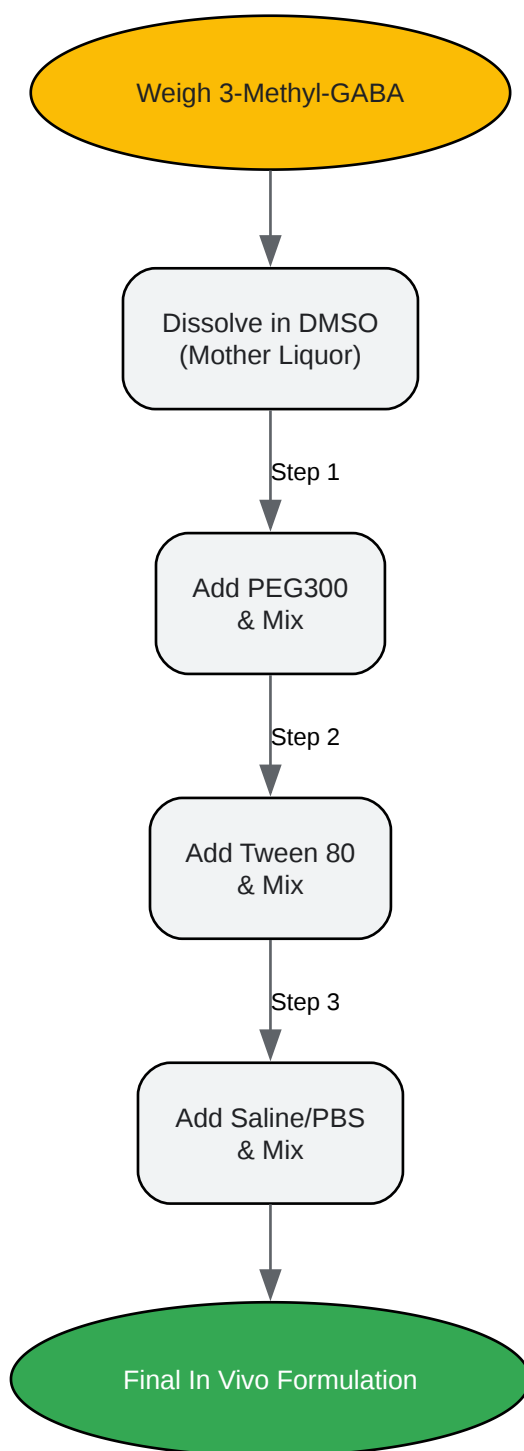 Weigh 3-Methyl-GABA
Dissolve in DMSO
(Mother Liquor)
Step 1
Add PEG300
& Mix
Step 2
Add Tween 80
& Mix
Step 3
Add Saline/PBS
& Mix
Final In Vivo Formulation